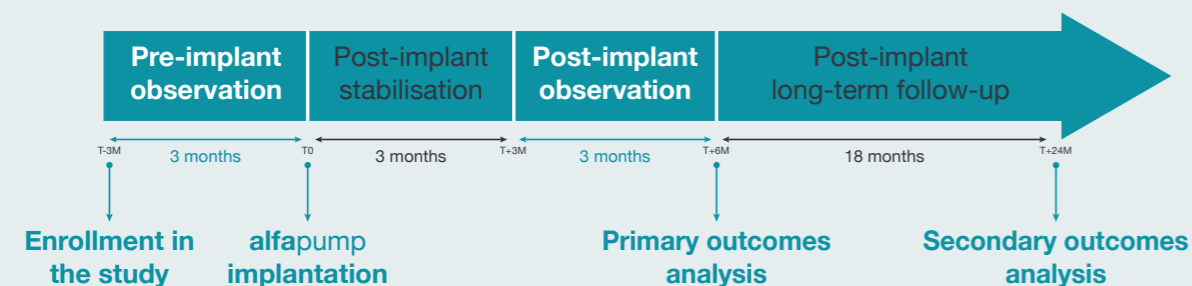 Pre-implant
observation
Post-implant
stabilisation
Post-implant
observation
Post-implant
long-term follow-up
T-3M
3 months
T0
3 months
T+3M
3 months
T+6M
18 months
T+24M
Enrollment in
the study
alfapump
implantation
Primary outcomes
analysis
Secondary outcomes
analysis